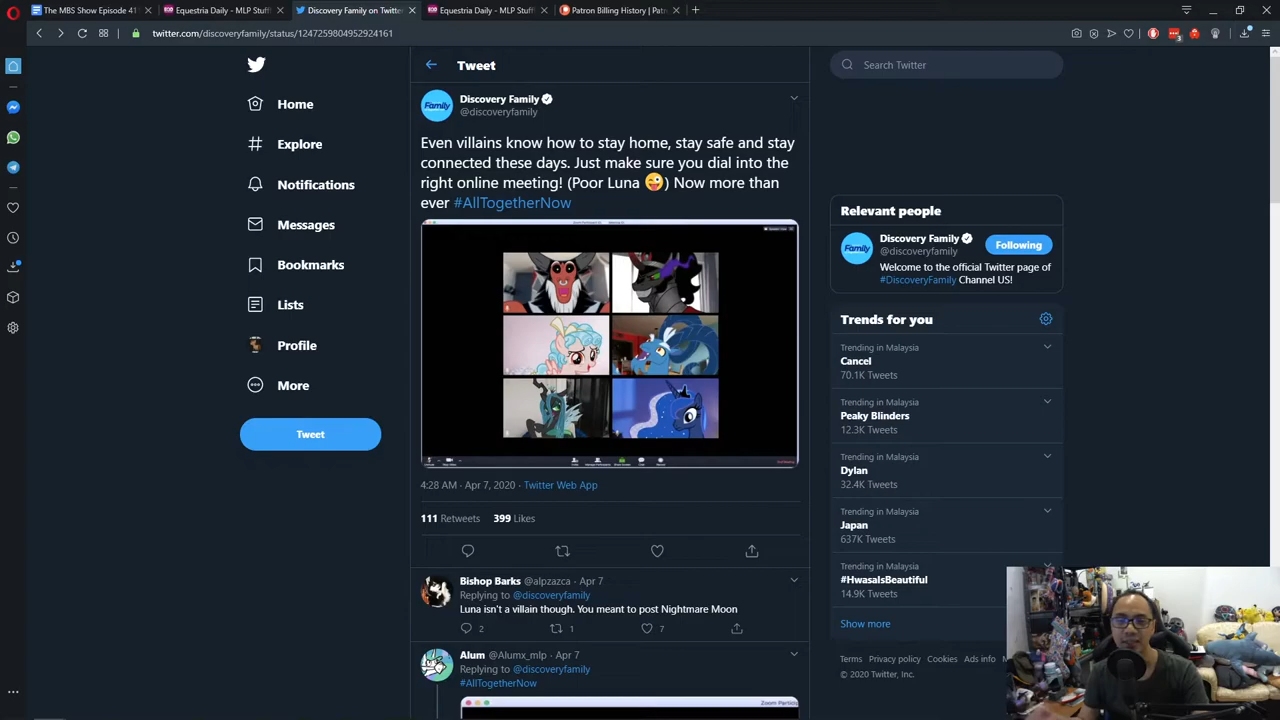 The MBS Show Episode 41
Equestria Daily - MLP Stuff!
Discovery Family on Twitter:
Equestria Daily - MLP Stuff!
Patron Billing History | Pat
twitter.com/discoveryfamily/status/1247259804952924161
Tweet
Search Twitter
Home
Explore
Notifications
Messages
Bookmarks
Lists
Profile
More
Tweet
Family
Discovery Family
@discoveryfamily
Even villains know how to stay home, stay safe and stay
connected these days. Just make sure you dial into the
right online meeting! (Poor Luna 😜) Now more than
ever #AllTogetherNow
4:28 AM · Apr 7, 2020 · Twitter Web App
111 Retweets 399 Likes
Bishop Barks @alpzazca · Apr 7
Replying to @discoveryfamily
Luna isn't a villain though. You meant to post Nightmare Moon
2 1 7
Alum @Alumx_mlp · Apr 7
Replying to @discoveryfamily
#AllTogetherNow
Zoom Particip
Relevant people
Family
Discovery Family
@discoveryfamily
Following
Welcome to the official Twitter page of
#DiscoveryFamily Channel US!
Trends for you
Trending in Malaysia
Cancel
70.1K Tweets
Trending in Malaysia
Peaky Blinders
12.3K Tweets
Trending in Malaysia
Dylan
32.4K Tweets
Trending in Malaysia
Japan
637K Tweets
Trending in Malaysia
#HwasaIsBeautiful
14.9K Tweets
Show more
Terms Privacy policy Cookies Ads info
© 2020 Twitter, Inc.